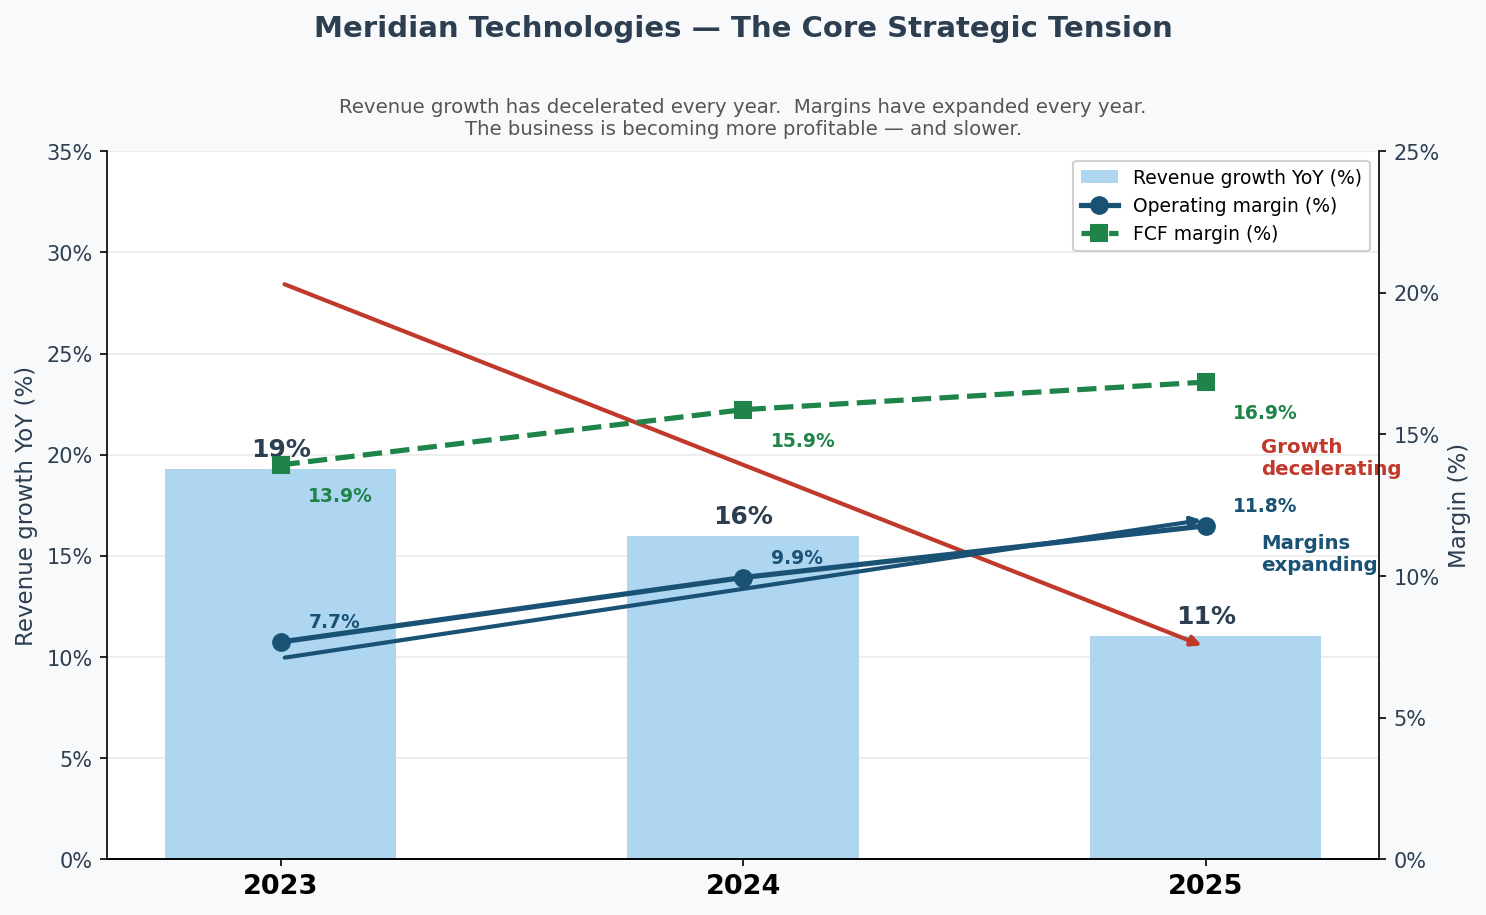 Meridian Technologies — The Core Strategic Tension
Revenue growth has decelerated every year.  Margins have expanded every year.
The business is becoming more profitable — and slower.
35%
30%
25%
20%
15%
10%
5%
0%
Revenue growth YoY (%)
25%
20%
15%
10%
5%
0%
Margin (%)
Revenue growth YoY (%)
Operating margin (%)
FCF margin (%)
19%
13.9%
7.7%
16%
15.9%
9.9%
16.9%
Growth
decelerating
11.8%
Margins
expanding
11%
2023
2024
2025